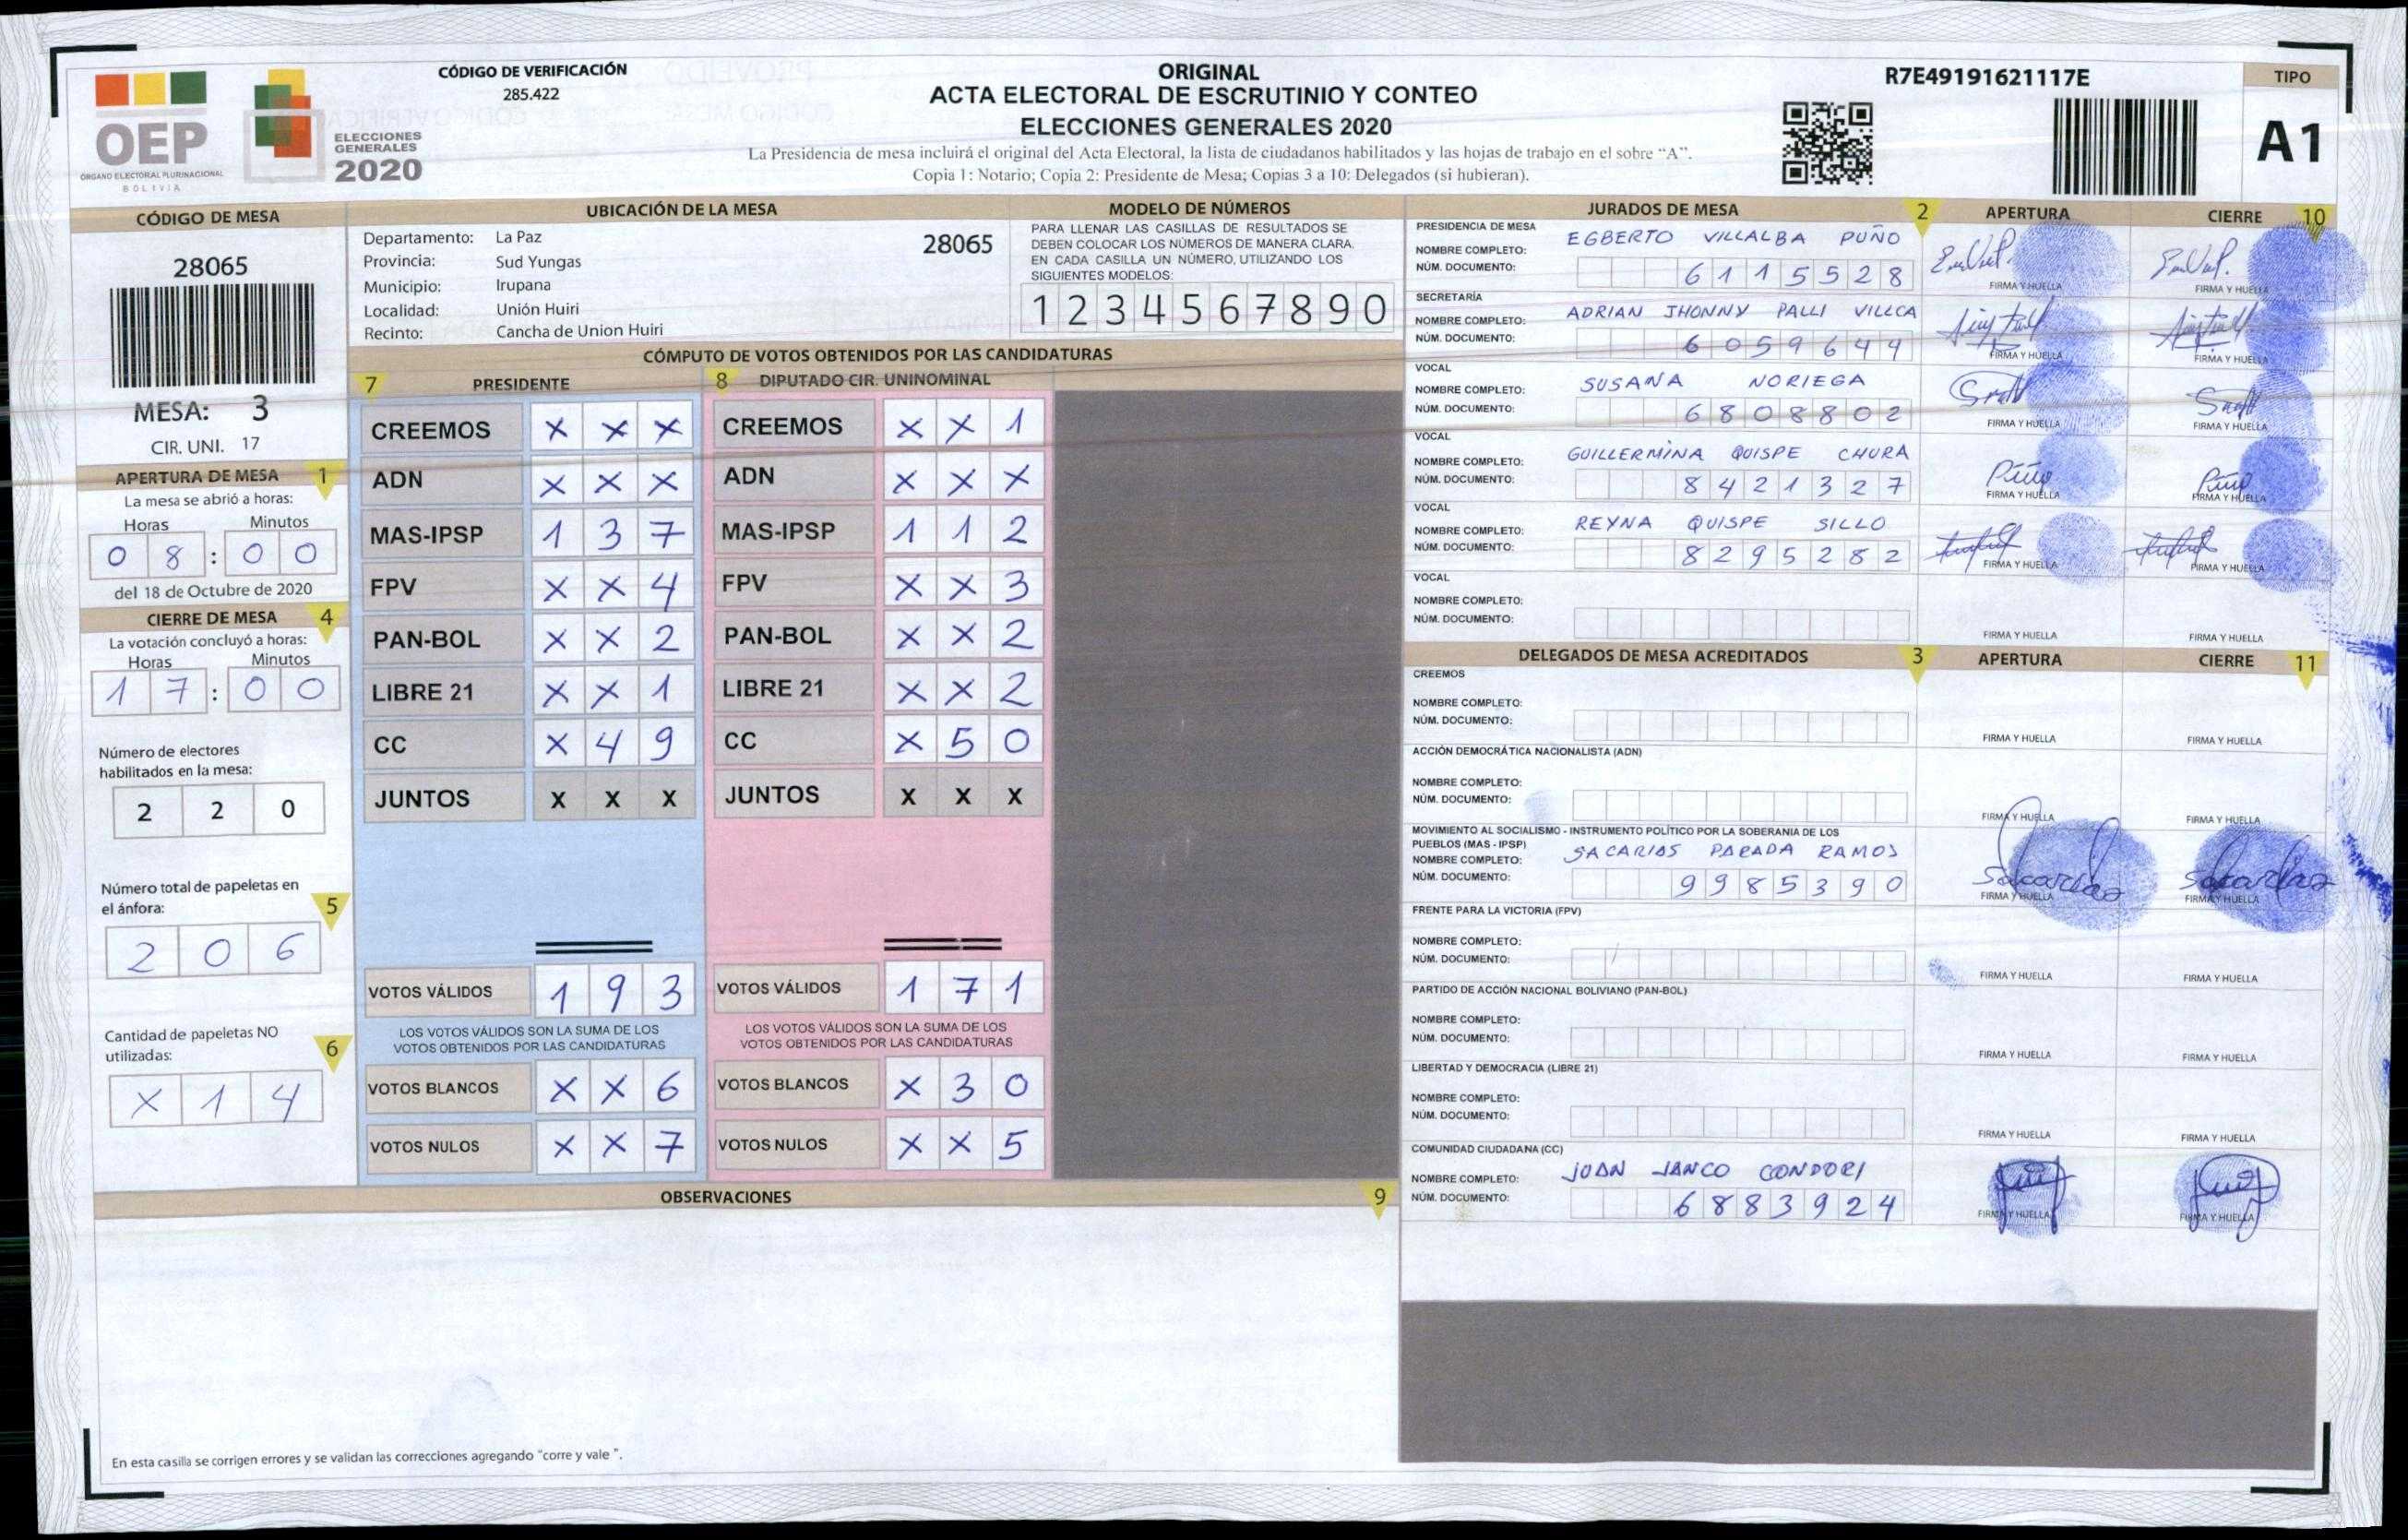 CÓDIGO DE VERIFICACIÓN
285.422
OEP
ÓRGANO ELECTORAL PLURINACIONAL
BOLIVIA
ELECCIONES
GENERALES
2020
ORIGINAL
ACTA ELECTORAL DE ESCRUTINIO Y CONTEO
ELECCIONES GENERALES 2020
La Presidencia de mesa incluirá el original del Acta Electoral, la lista de ciudadanos habilitados y las hojas de trabajo en el sobre “A”.
Copia 1: Notario; Copia 2: Presidente de Mesa; Copias 3 a 10: Delegados (si hubieran).
R7E49191621117E
TIPO
A1
CÓDIGO DE MESA
28065
MESA: 3
CIR. UNI. 17
APERTURA DE MESA 1
La mesa se abrió a horas:
Horas Minutos
0 8 : 0 0
del 18 de Octubre de 2020
CIERRE DE MESA 4
La votación concluyó a horas:
Horas Minutos
1 7 : 0 0
Número de electores
habilitados en la mesa:
2 2 0
Número total de papeletas en
el ánfora: 5
2 0 6
Cantidad de papeletas NO
utilizadas: 6
X 1 4
UBICACIÓN DE LA MESA
Departamento: La Paz 28065
Provincia: Sud Yungas
Municipio: Irupana
Localidad: Unión Huiri
Recinto: Cancha de Union Huiri
MODELO DE NÚMEROS
PARA LLENAR LAS CASILLAS DE RESULTADOS SE
DEBEN COLOCAR LOS NÚMEROS DE MANERA CLARA.
EN CADA CASILLA UN NÚMERO, UTILIZANDO LOS
SIGUIENTES MODELOS:
1 2 3 4 5 6 7 8 9 0
CÓMPUTO DE VOTOS OBTENIDOS POR LAS CANDIDATURAS
7 PRESIDENTE 8 DIPUTADO CIR. UNINOMINAL
CREEMOS X X X CREEMOS X X 1
ADN X X X ADN X X X
MAS-IPSP 1 3 7 MAS-IPSP 1 1 2
FPV X X 4 FPV X X 3
PAN-BOL X X 2 PAN-BOL X X 2
LIBRE 21 X X 1 LIBRE 21 X X 2
CC X 4 9 CC X 5 0
JUNTOS X X X JUNTOS X X X
VOTOS VÁLIDOS 1 9 3 VOTOS VÁLIDOS 1 7 1
LOS VOTOS VÁLIDOS SON LA SUMA DE LOS LOS VOTOS VÁLIDOS SON LA SUMA DE LOS
VOTOS OBTENIDOS POR LAS CANDIDATURAS VOTOS OBTENIDOS POR LAS CANDIDATURAS
VOTOS BLANCOS X X 6 VOTOS BLANCOS X 3 0
VOTOS NULOS X X 7 VOTOS NULOS X X 5
OBSERVACIONES 9
En esta casilla se corrigen errores y se validan las correcciones agregando "corre y vale ".
JURADOS DE MESA 2 APERTURA CIERRE 10
PRESIDENCIA DE MESA
NOMBRE COMPLETO: EGBERTO VILLALBA PUÑO
NÚM. DOCUMENTO: 6 1 1 5 5 2 8
FIRMA Y HUELLA FIRMA Y HUELLA
SECRETARÍA
NOMBRE COMPLETO: ADRIAN JHONNY PALLI VILLCA
NÚM. DOCUMENTO: 6 0 5 9 6 4 9
FIRMA Y HUELLA FIRMA Y HUELLA
VOCAL
NOMBRE COMPLETO: SUSANA NORIEGA
NÚM. DOCUMENTO: 6 8 0 8 8 0 2
FIRMA Y HUELLA FIRMA Y HUELLA
VOCAL
NOMBRE COMPLETO: GUILLERMINA QUISPE CHURA
NÚM. DOCUMENTO: 8 4 2 1 3 2 7
FIRMA Y HUELLA FIRMA Y HUELLA
VOCAL
NOMBRE COMPLETO: REYNA QUISPE SILLO
NÚM. DOCUMENTO: 8 2 9 5 2 8 2
FIRMA Y HUELLA FIRMA Y HUELLA
VOCAL
NOMBRE COMPLETO:
NÚM. DOCUMENTO:
FIRMA Y HUELLA FIRMA Y HUELLA
DELEGADOS DE MESA ACREDITADOS 3 APERTURA CIERRE 11
CREEMOS
NOMBRE COMPLETO:
NÚM. DOCUMENTO:
FIRMA Y HUELLA FIRMA Y HUELLA
ACCIÓN DEMOCRÁTICA NACIONALISTA (ADN)
NOMBRE COMPLETO:
NÚM. DOCUMENTO:
FIRMA Y HUELLA FIRMA Y HUELLA
MOVIMIENTO AL SOCIALISMO - INSTRUMENTO POLÍTICO POR LA SOBERANIA DE LOS
PUEBLOS (MAS - IPSP)
NOMBRE COMPLETO: SACARIAS PARADA RAMOS
NÚM. DOCUMENTO: 9 9 8 5 3 9 0
Sacarias Sacarias
FIRMA Y HUELLA FIRMA Y HUELLA
FRENTE PARA LA VICTORIA (FPV)
NOMBRE COMPLETO:
NÚM. DOCUMENTO:
FIRMA Y HUELLA FIRMA Y HUELLA
PARTIDO DE ACCIÓN NACIONAL BOLIVIANO (PAN-BOL)
NOMBRE COMPLETO:
NÚM. DOCUMENTO:
FIRMA Y HUELLA FIRMA Y HUELLA
LIBERTAD Y DEMOCRACIA (LIBRE 21)
NOMBRE COMPLETO:
NÚM. DOCUMENTO:
FIRMA Y HUELLA FIRMA Y HUELLA
COMUNIDAD CIUDADANA (CC)
NOMBRE COMPLETO: JUAN JANCO CONDORI
NÚM. DOCUMENTO: 6 8 8 3 9 2 4
FIRMA Y HUELLA FIRMA Y HUELLA